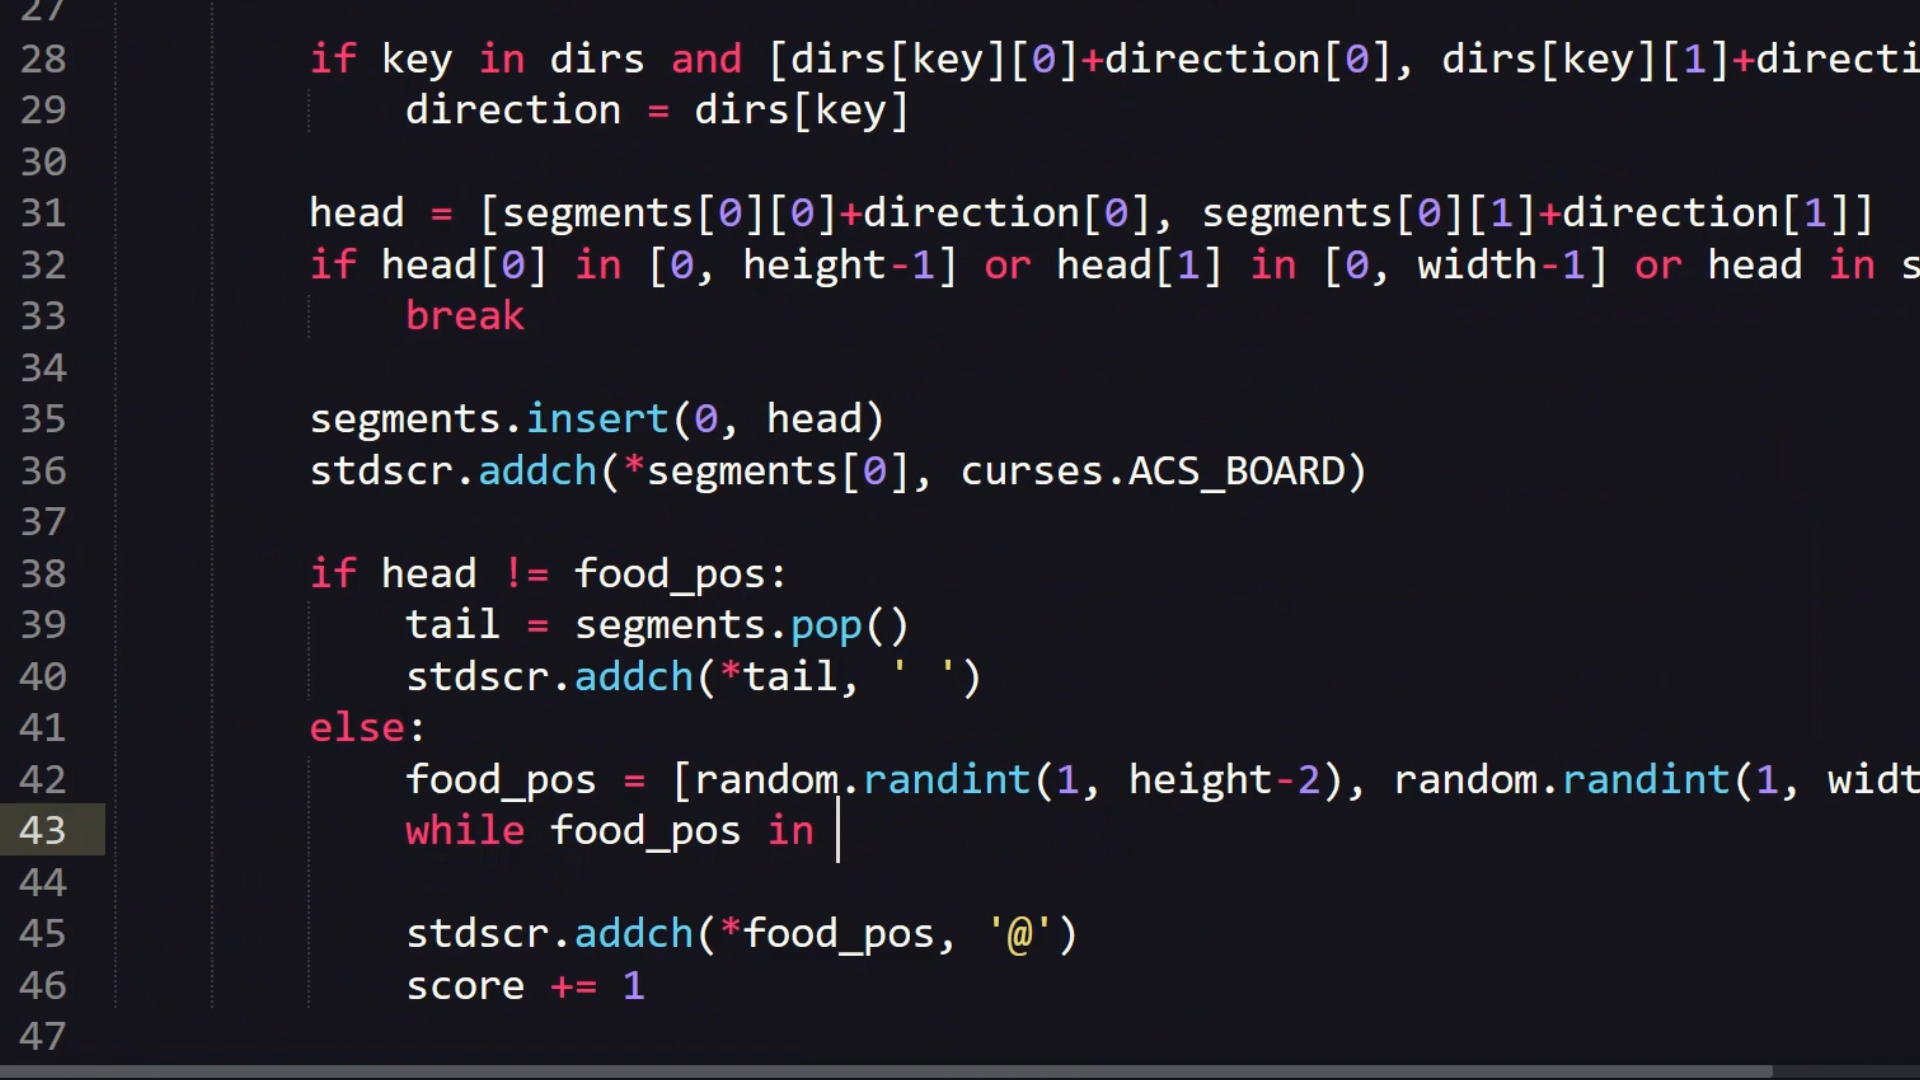 27
28 if key in dirs and [dirs[key][0]+direction[0], dirs[key][1]+directi
29 direction = dirs[key]
30
31 head = [segments[0][0]+direction[0], segments[0][1]+direction[1]]
32 if head[0] in [0, height-1] or head[1] in [0, width-1] or head in s
33 break
34
35 segments.insert(0, head)
36 stdscr.addch(*segments[0], curses.ACS_BOARD)
37
38 if head != food_pos:
39 tail = segments.pop()
40 stdscr.addch(*tail, ' ')
41 else:
42 food_pos = [random.randint(1, height-2), random.randint(1, widt
43 while food_pos in
44
45 stdscr.addch(*food_pos, '@')
46 score += 1
47